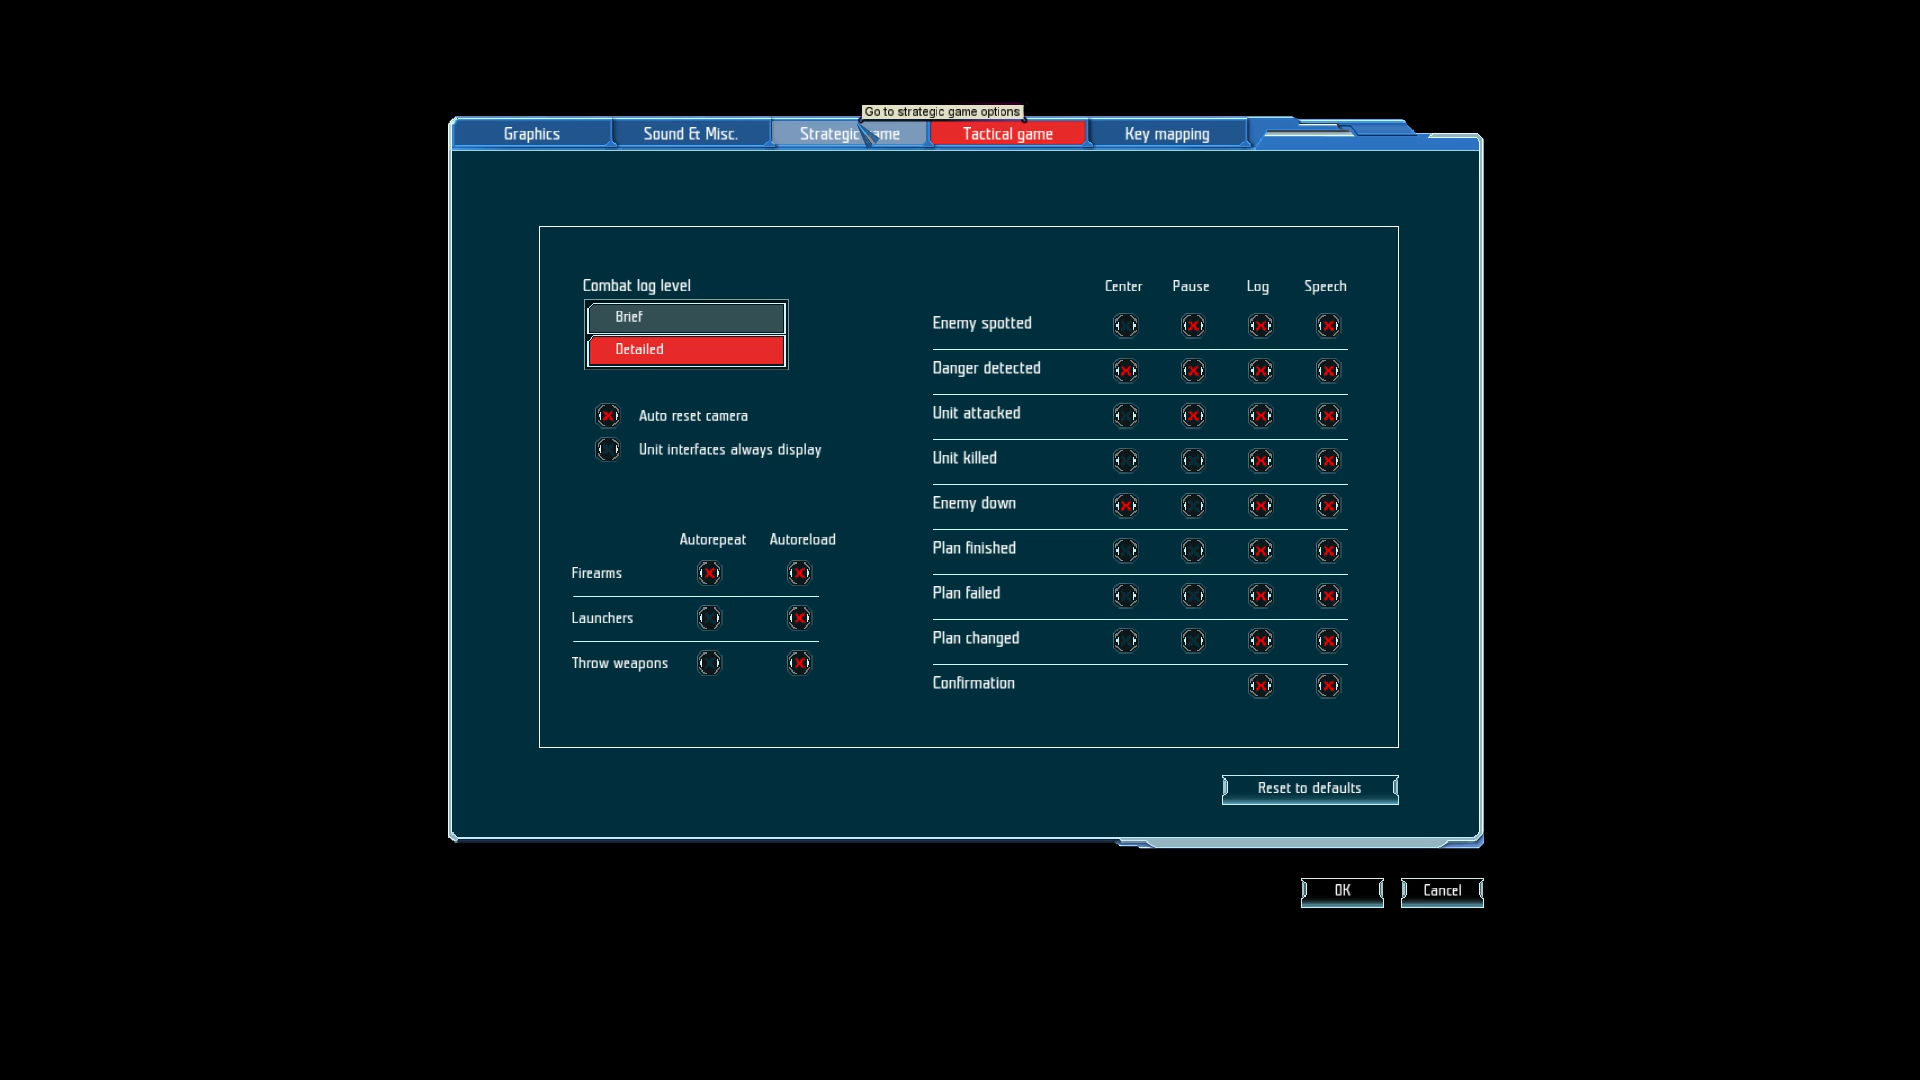 Go to strategic game options
Graphics
Sound & Misc.
Strategic game
Tactical game
Key mapping
Combat log level
Brief
Detailed
Auto reset camera
Unit interfaces always display
Autorepeat Autoreload
Firearms
Launchers
Throw weapons
Center Pause Log Speech
Enemy spotted
Danger detected
Unit attacked
Unit killed
Enemy down
Plan finished
Plan failed
Plan changed
Confirmation
Reset to defaults
OK
Cancel